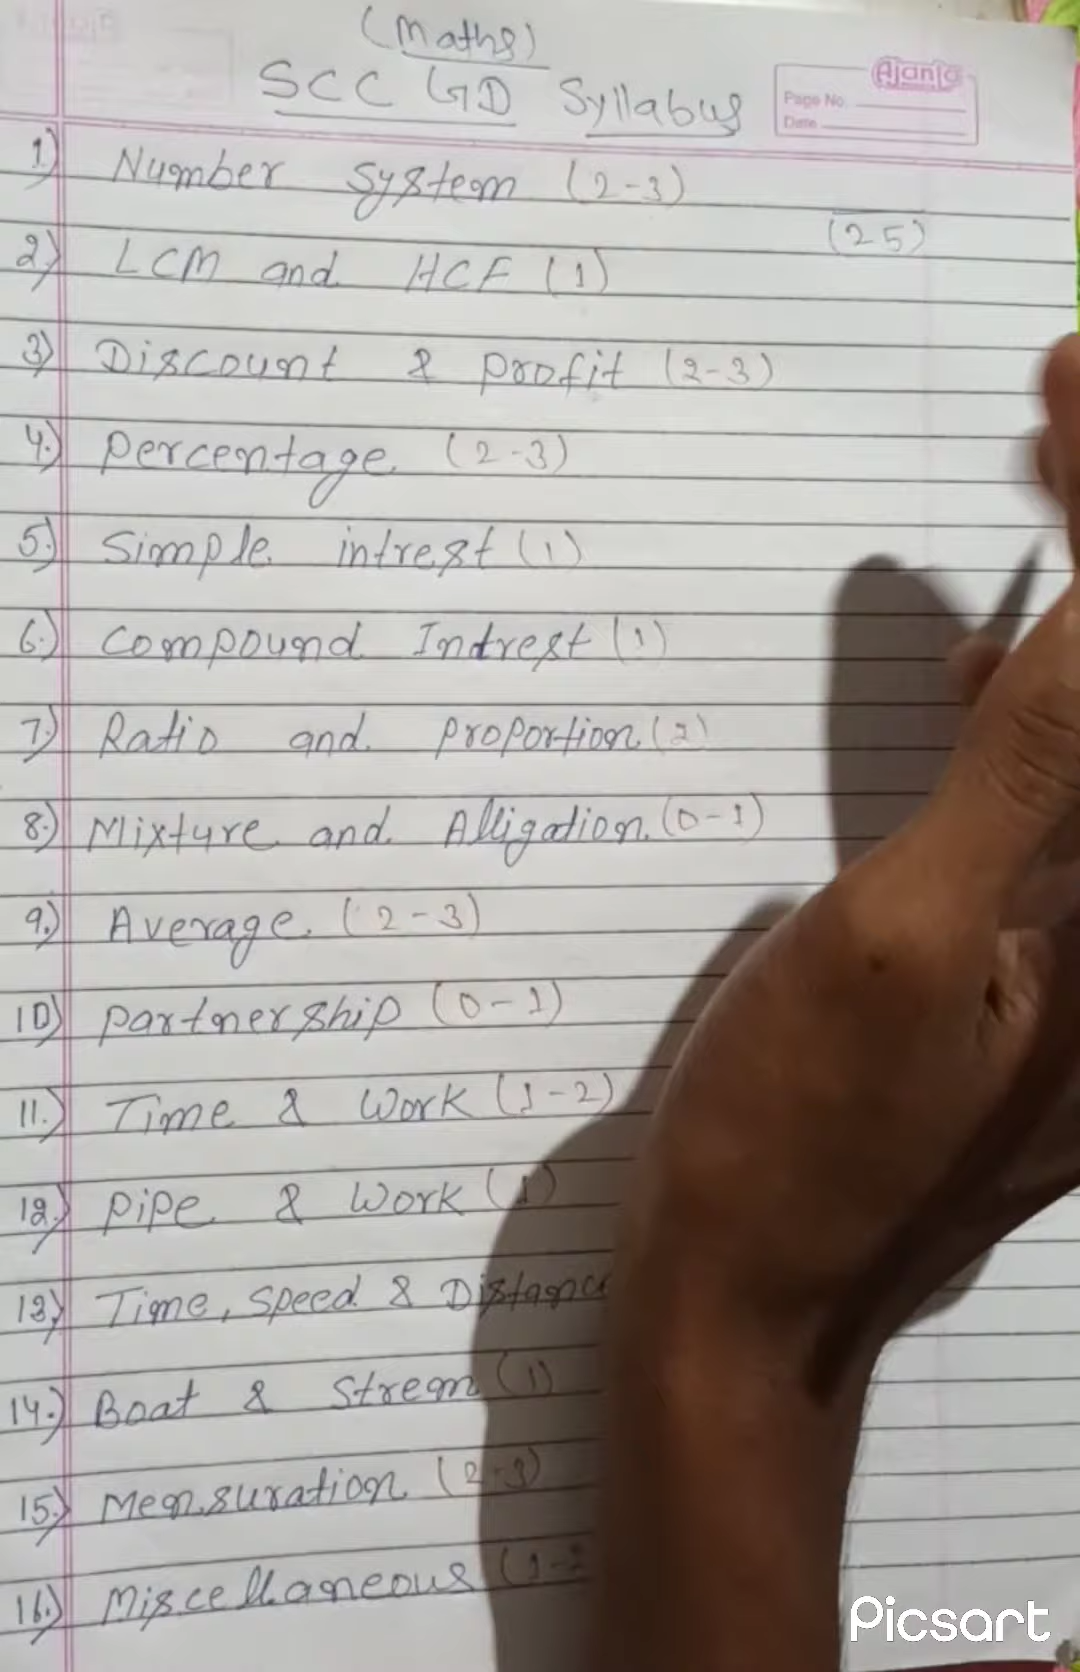 (Maths)
SCC GD Syllabus
Ajanta
Page No.
Date
1) Number System (2-3)
(25)
2) LCM and HCF (1)
3) Discount & Profit (2-3)
4.) Percentage (2-3)
5.) Simple intrest (1)
6.) Compound Intrest (1)
7.) Ratio and Proportion (2)
8.) Mixture and Alligation (0-1)
9.) Average. (2-3)
10) Partnership (0-1)
11.) Time & Work (1-2)
12.) Pipe & Work (1)
13) Time, Speed & Distance
14.) Boat & Stream (1)
15.) Mensuration (2-3)
16.) Miscellaneous (1-
Picsart